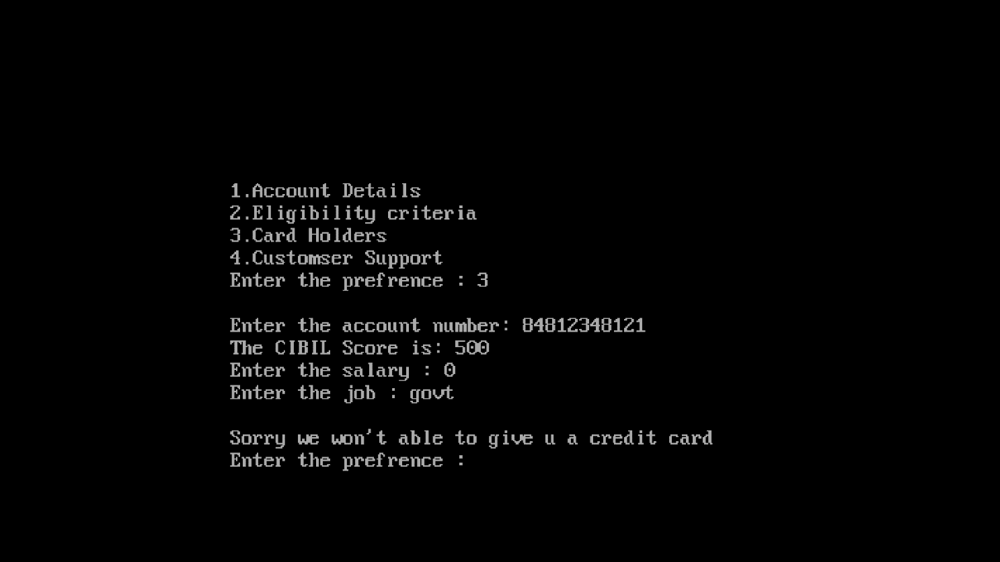 1.Account Details
2.Eligibility criteria
3.Card Holders
4.Customser Support
Enter the prefrence : 3
Enter the account number: 84812348121
The CIBIL Score is: 500
Enter the salary : 0
Enter the job : govt
Sorry we won't able to give u a credit card
Enter the prefrence :